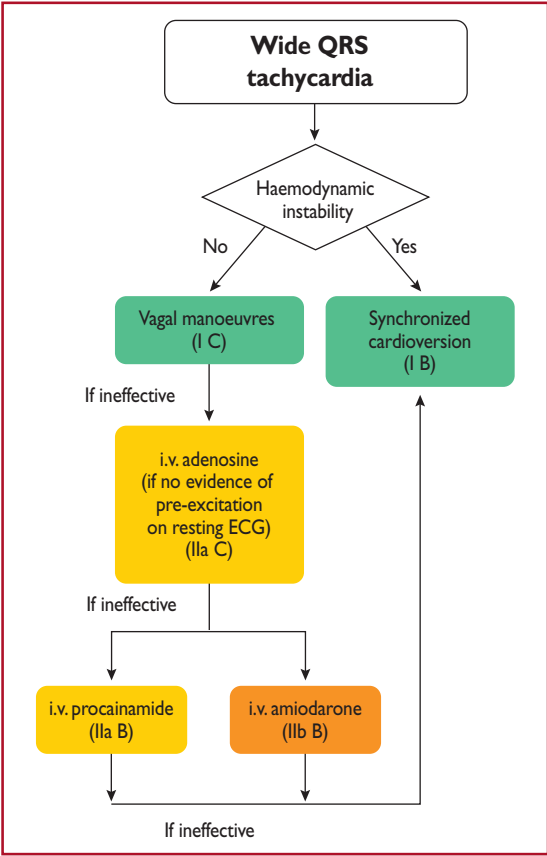 Wide QRS
tachycardia
Haemodynamic
instability
No
Yes
Vagal manoeuvres
(I C)
Synchronized
cardioversion
(I B)
If ineffective
i.v. adenosine
(if no evidence of
pre-excitation
on resting ECG)
(IIa C)
If ineffective
i.v. procainamide
(IIa B)
i.v. amiodarone
(IIb B)
If ineffective